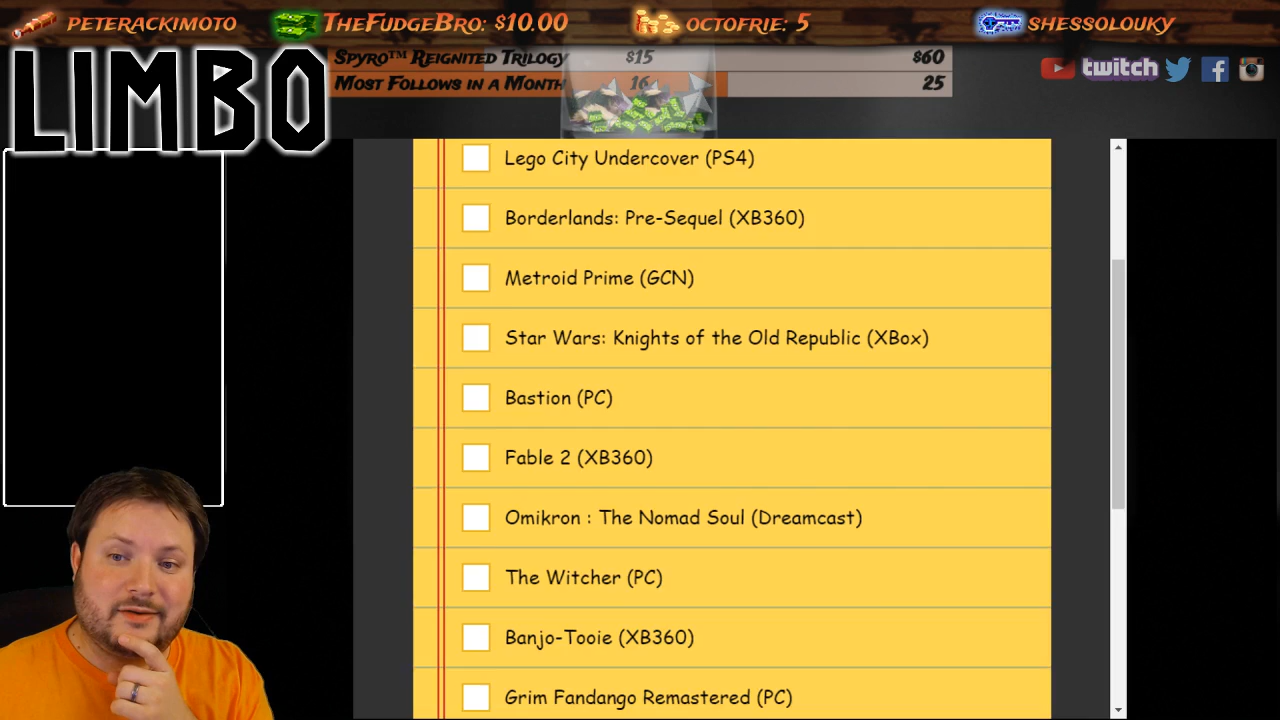 PETERACKIMOTO
THEFUDGEBRO: $10.00
OCTOFRIE: 5
SHESSOLOUKY
LIMBO
SPYRO™ REIGNITED TRILOGY $15 $60
MOST FOLLOWS IN A MONTH 16 25
twitch
Lego City Undercover (PS4)
Borderlands: Pre-Sequel (XB360)
Metroid Prime (GCN)
Star Wars: Knights of the Old Republic (XBox)
Bastion (PC)
Fable 2 (XB360)
Omikron : The Nomad Soul (Dreamcast)
The Witcher (PC)
Banjo-Tooie (XB360)
Grim Fandango Remastered (PC)